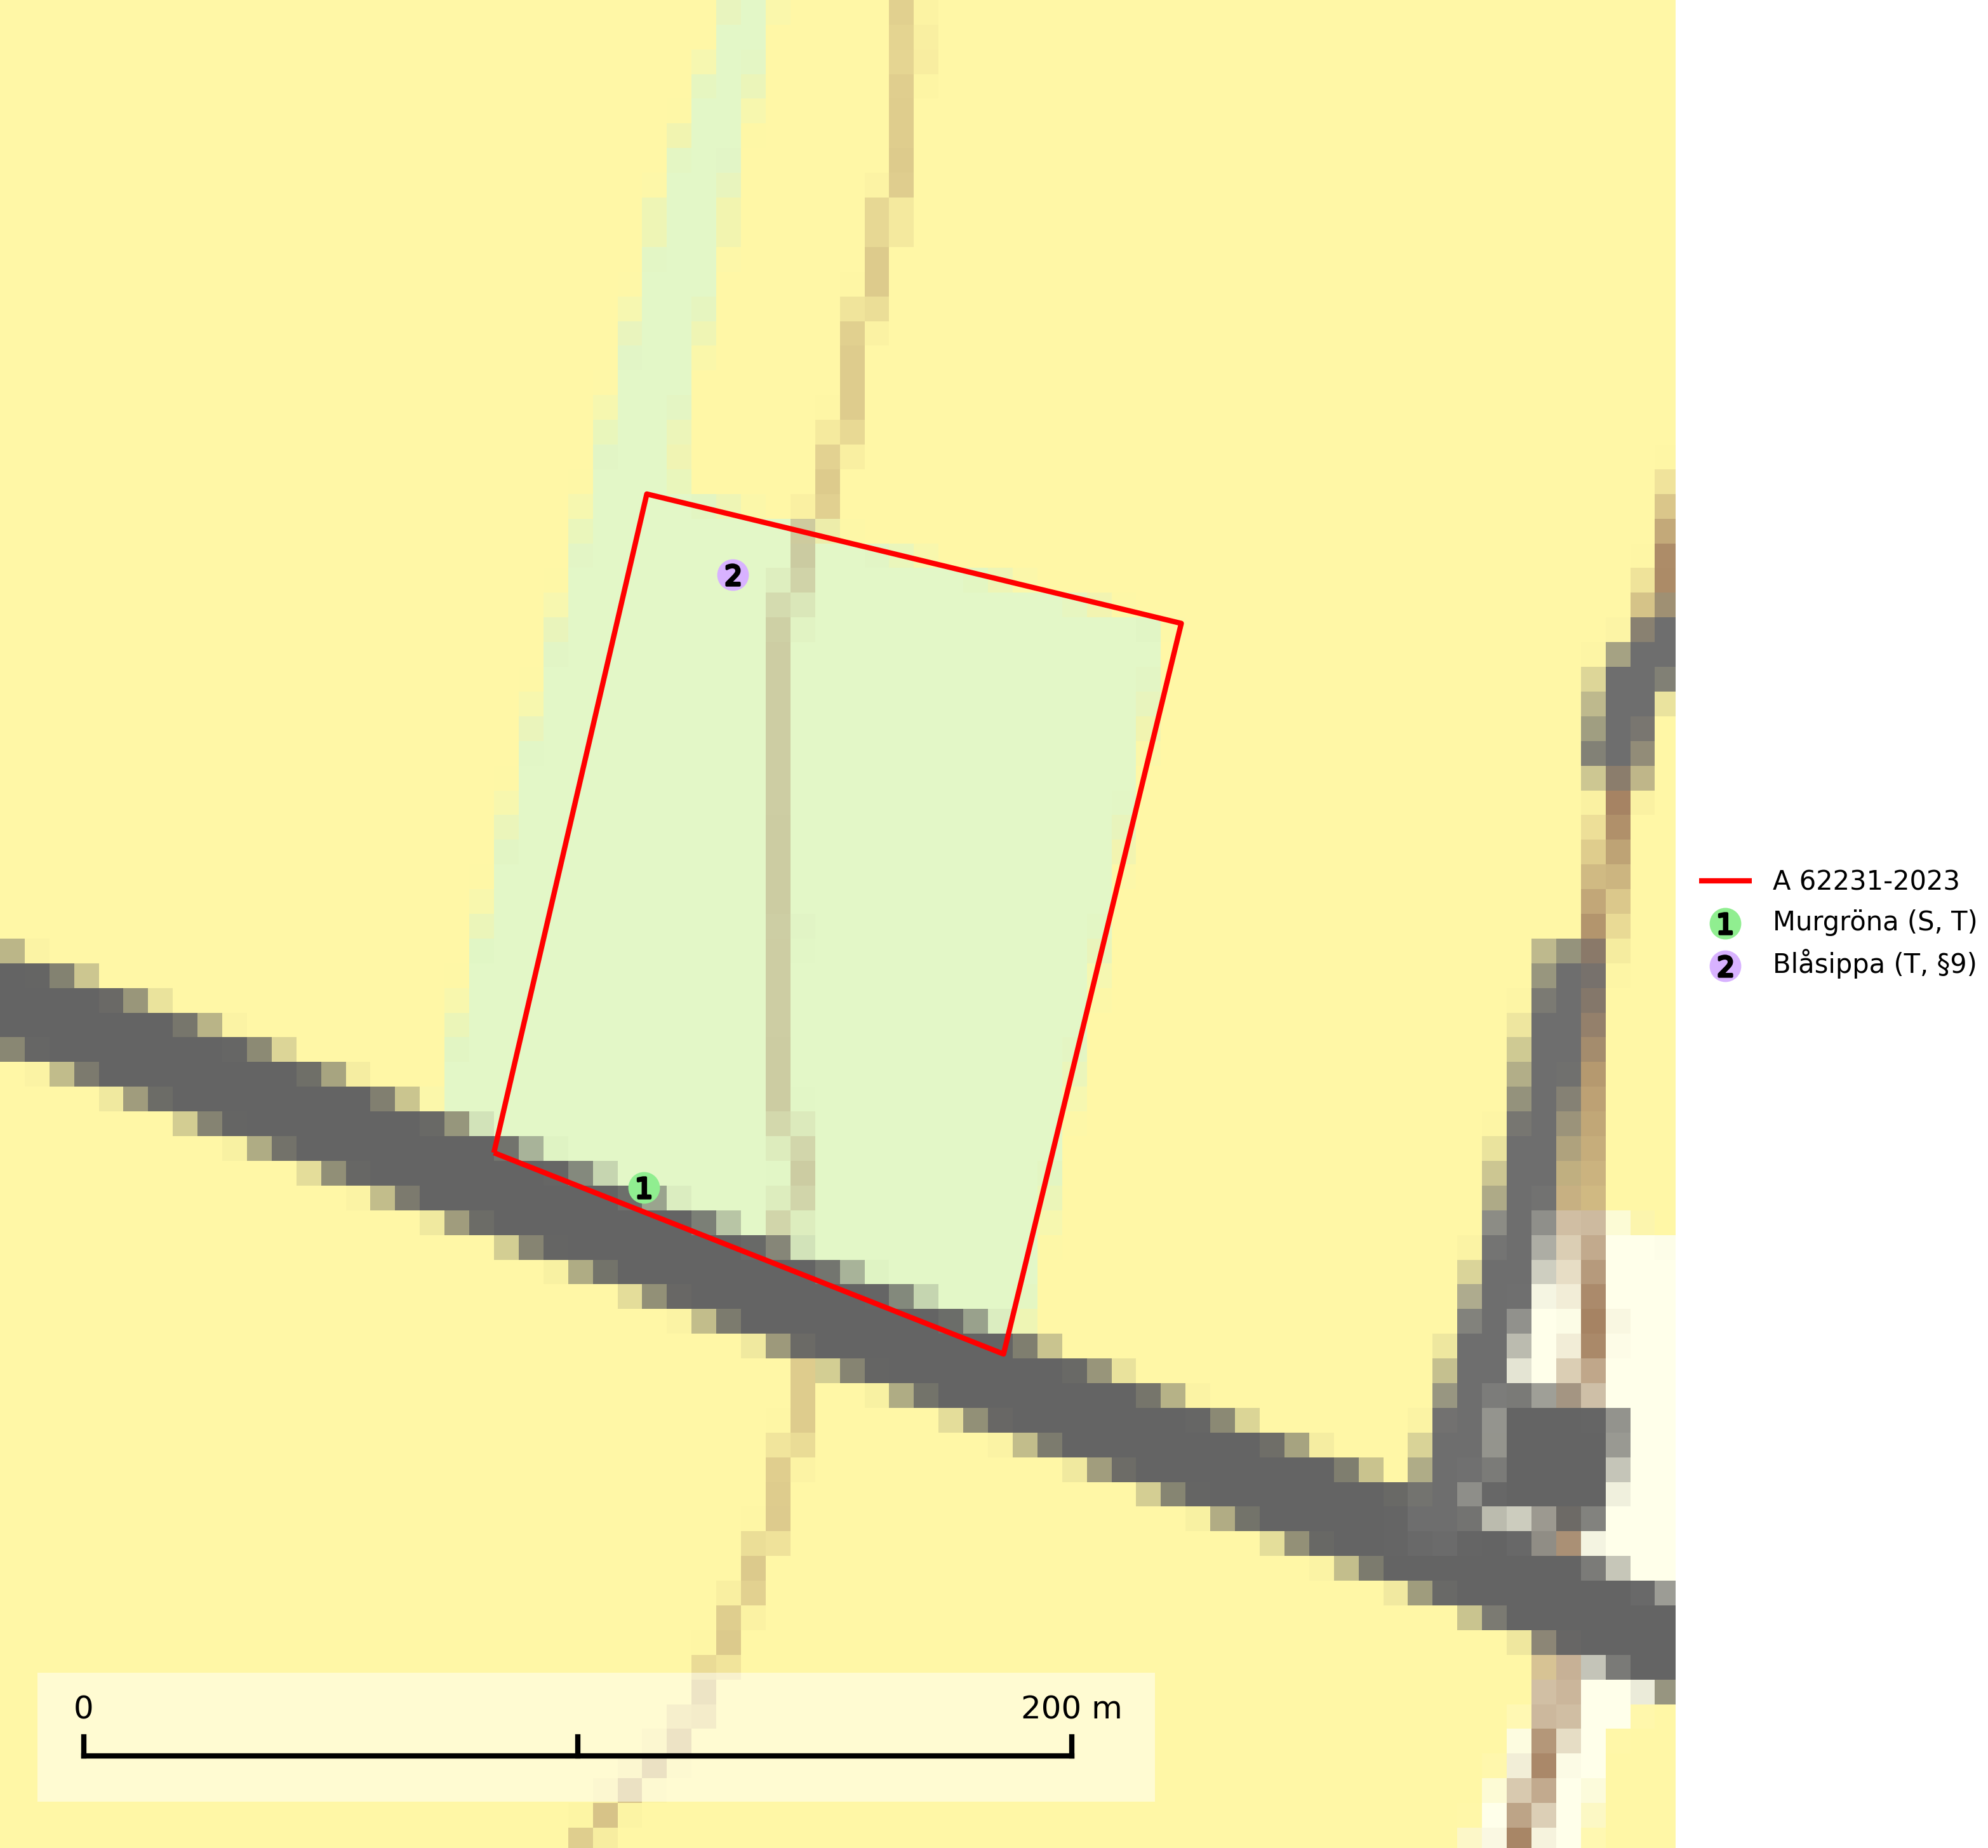 2
1
A 62231-2023
1 Murgröna (S, T)
2 Blåsippa (T, §9)
0 200 m